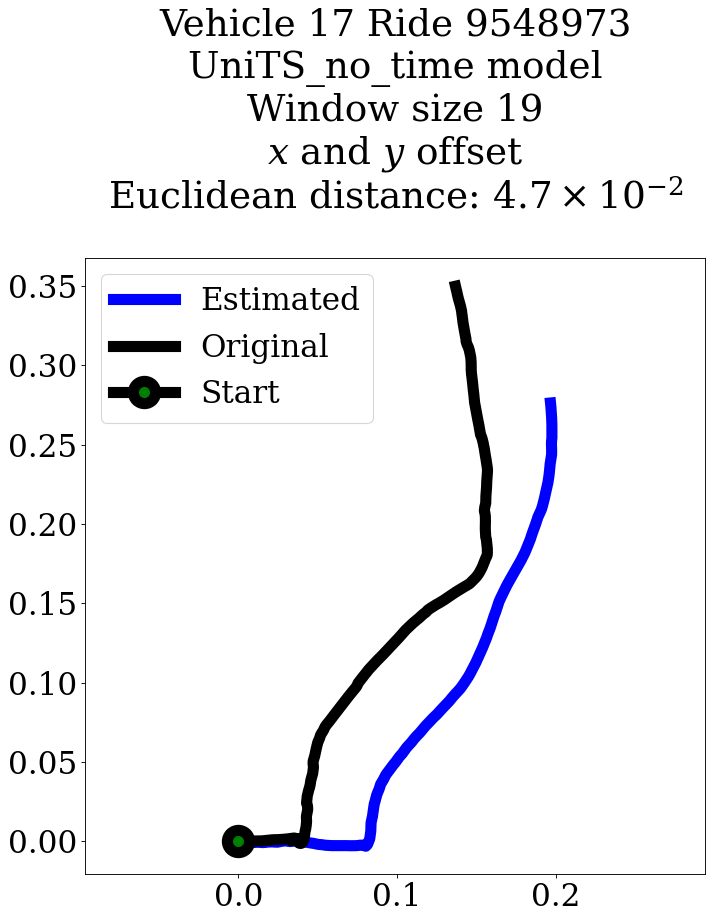 Vehicle 17 Ride 9548973
UniTS_no_time model
Window size 19
x and y offset
Euclidean distance: 4.7 × 10⁻²
Estimated
Original
Start
0.35
0.30
0.25
0.20
0.15
0.10
0.05
0.00
0.0 0.1 0.2